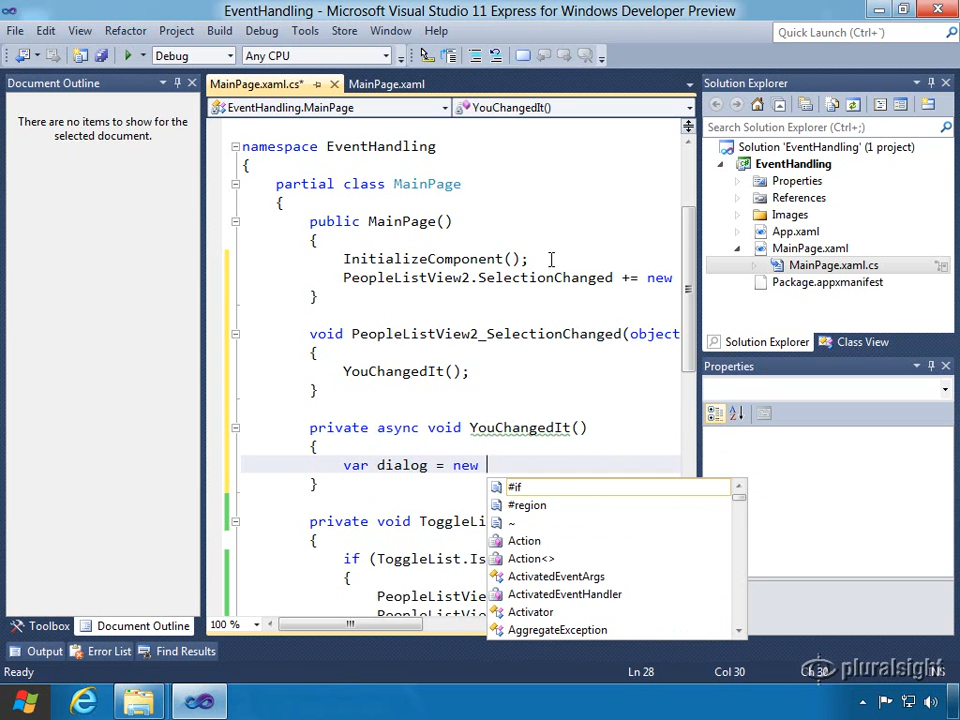 EventHandling - Microsoft Visual Studio 11 Express for Windows Developer Preview
File Edit View Refactor Project Build Debug Tools Store Window Help
Quick Launch (Ctrl+`)
Debug Any CPU
Document Outline
There are no items to show for the
selected document.
Toolbox Document Outline
MainPage.xaml.cs* MainPage.xaml
EventHandling.MainPage YouChangedIt()
namespace EventHandling
{
partial class MainPage
{
public MainPage()
{
InitializeComponent();
PeopleListView2.SelectionChanged += new
}
void PeopleListView2_SelectionChanged(object
{
YouChangedIt();
}
private async void YouChangedIt()
{
var dialog = new
}
private void ToggleLi
{
if (ToggleList.Is
{
PeopleListVie
#if
#region
~
Action
Action<>
ActivatedEventArgs
ActivatedEventHandler
Activator
AggregateException
100 %
Solution Explorer
Search Solution Explorer (Ctrl+;)
Solution 'EventHandling' (1 project)
EventHandling
Properties
References
Images
App.xaml
MainPage.xaml
MainPage.xaml.cs
Package.appxmanifest
Solution Explorer Class View
Properties
Output Error List Find Results
Ready Ln 28 Col 30 Ch 30 INS
pluralsight